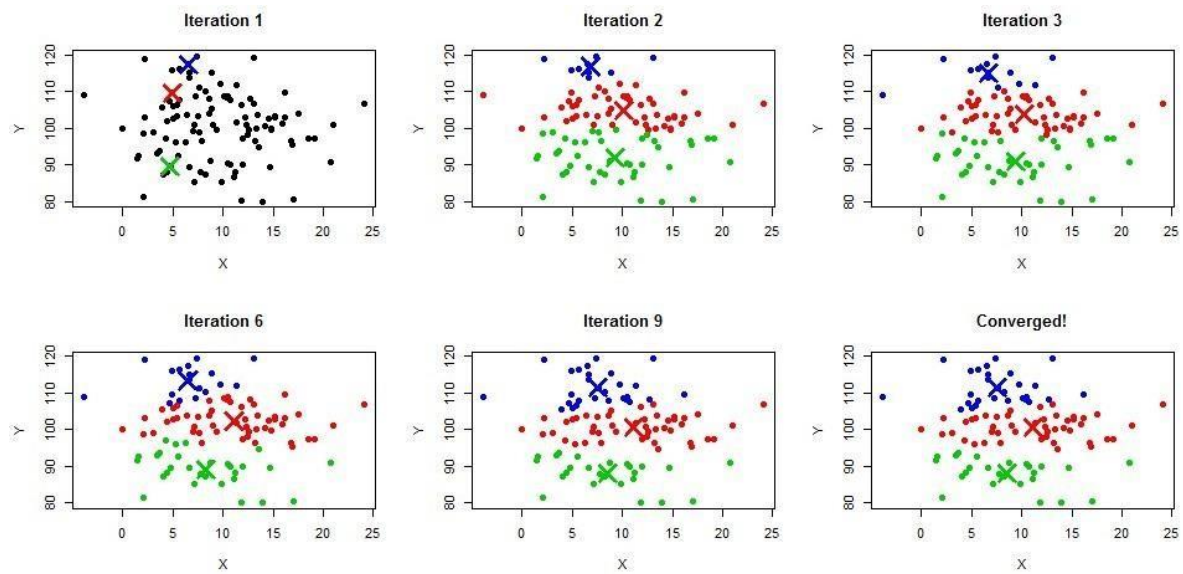 Iteration 1
Iteration 2
Iteration 3
Y
80 90 100 110 120
0 5 10 15 20 25
X
Y
80 90 100 110 120
0 5 10 15 20 25
X
Y
80 90 100 110 120
0 5 10 15 20 25
X
Iteration 6
Iteration 9
Converged!
Y
80 90 100 110 120
0 5 10 15 20 25
X
Y
80 90 100 110 120
0 5 10 15 20 25
X
Y
80 90 100 110 120
0 5 10 15 20 25
X